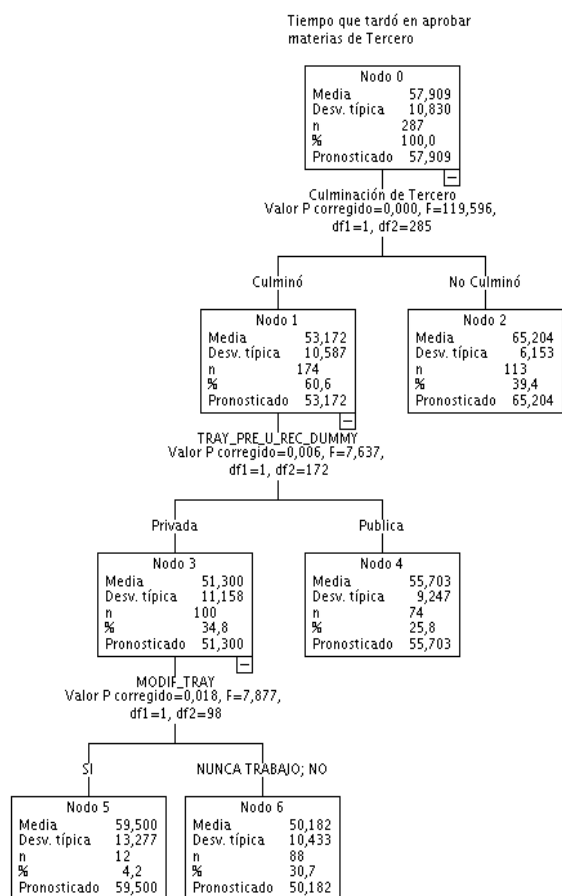 Tiempo que tardó en aprobar
materias de Tercero
Nodo 0
Media 57,909
Desv. típica 10,830
n 287
% 100,0
Pronosticado 57,909
Culminación de Tercero
Valor P corregido=0,000, F=119,596,
df1=1, df2=285
Culminó
No Culminó
Nodo 1
Media 53,172
Desv. típica 10,587
n 174
% 60,6
Pronosticado 53,172
Nodo 2
Media 65,204
Desv. típica 6,153
n 113
% 39,4
Pronosticado 65,204
TRAY_PRE_U_REC_DUMMY
Valor P corregido=0,006, F=7,637,
df1=1, df2=172
Privada
Publica
Nodo 3
Media 51,300
Desv. típica 11,158
n 100
% 34,8
Pronosticado 51,300
Nodo 4
Media 55,703
Desv. típica 9,247
n 74
% 25,8
Pronosticado 55,703
MODIF_TRAY
Valor P corregido=0,018, F=7,877,
df1=1, df2=98
SI
NUNCA TRABAJO; NO
Nodo 5
Media 59,500
Desv. típica 13,277
n 12
% 4,2
Pronosticado 59,500
Nodo 6
Media 50,182
Desv. típica 10,433
n 88
% 30,7
Pronosticado 50,182